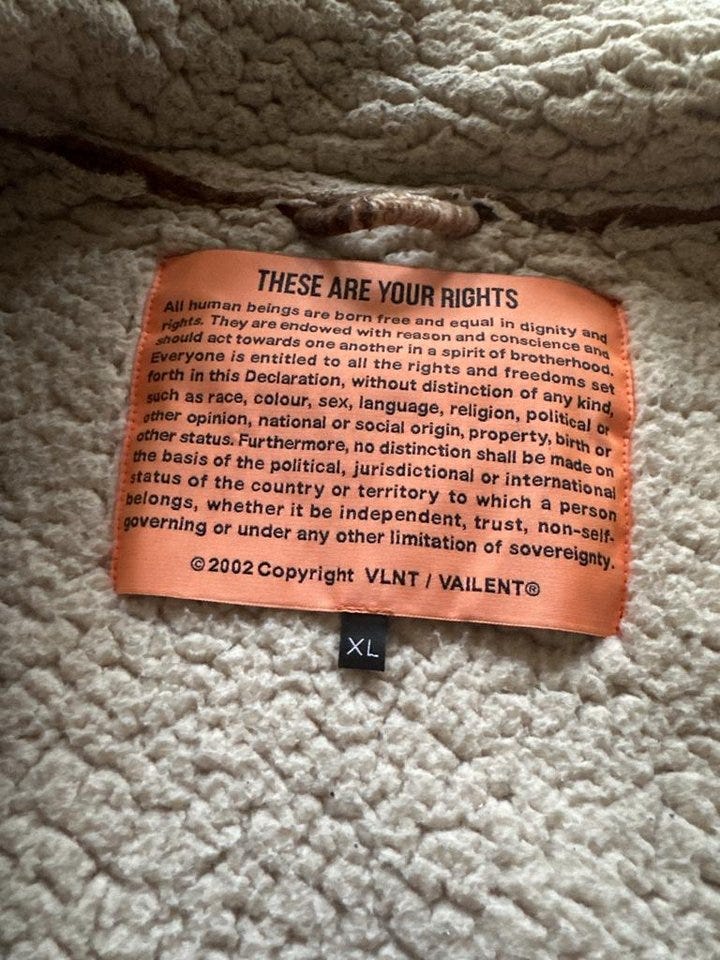 THESE ARE YOUR RIGHTS
All human beings are born free and equal in dignity and
rights. They are endowed with reason and conscience and
should act towards one another in a spirit of brotherhood.
Everyone is entitled to all the rights and freedoms set
forth in this Declaration, without distinction of any kind,
such as race, colour, sex, language, religion, political or
other opinion, national or social origin, property, birth or
other status. Furthermore, no distinction shall be made on
the basis of the political, jurisdictional or international
status of the country or territory to which a person
belongs, whether it be independent, trust, non-self-
governing or under any other limitation of sovereignty.
©2002 Copyright VLNT / VAILENT®
XL